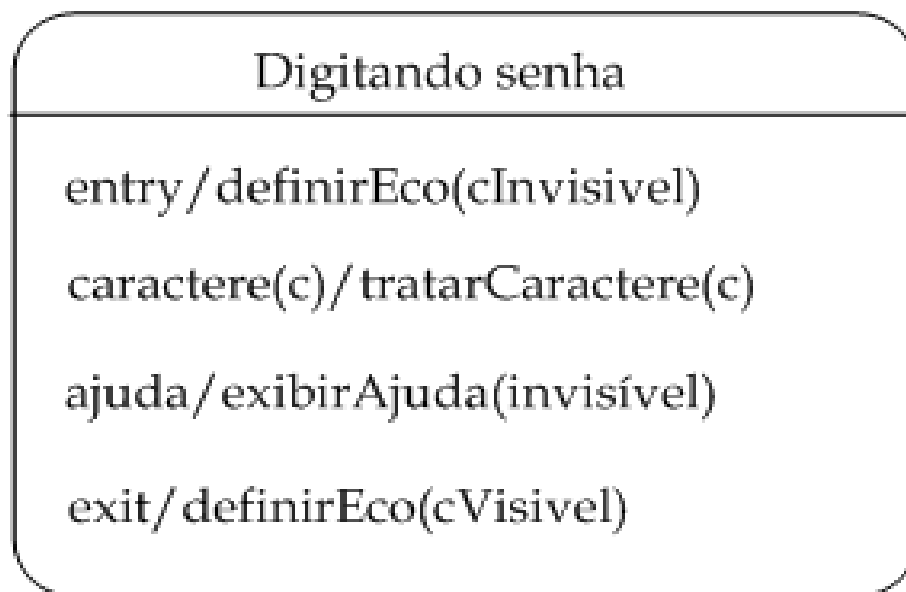 Digitando senha
entry/definirEco(cInvisivel)
caractere(c)/tratarCaractere(c)
ajuda/exibirAjuda(invisível)
exit/definirEco(cVisivel)